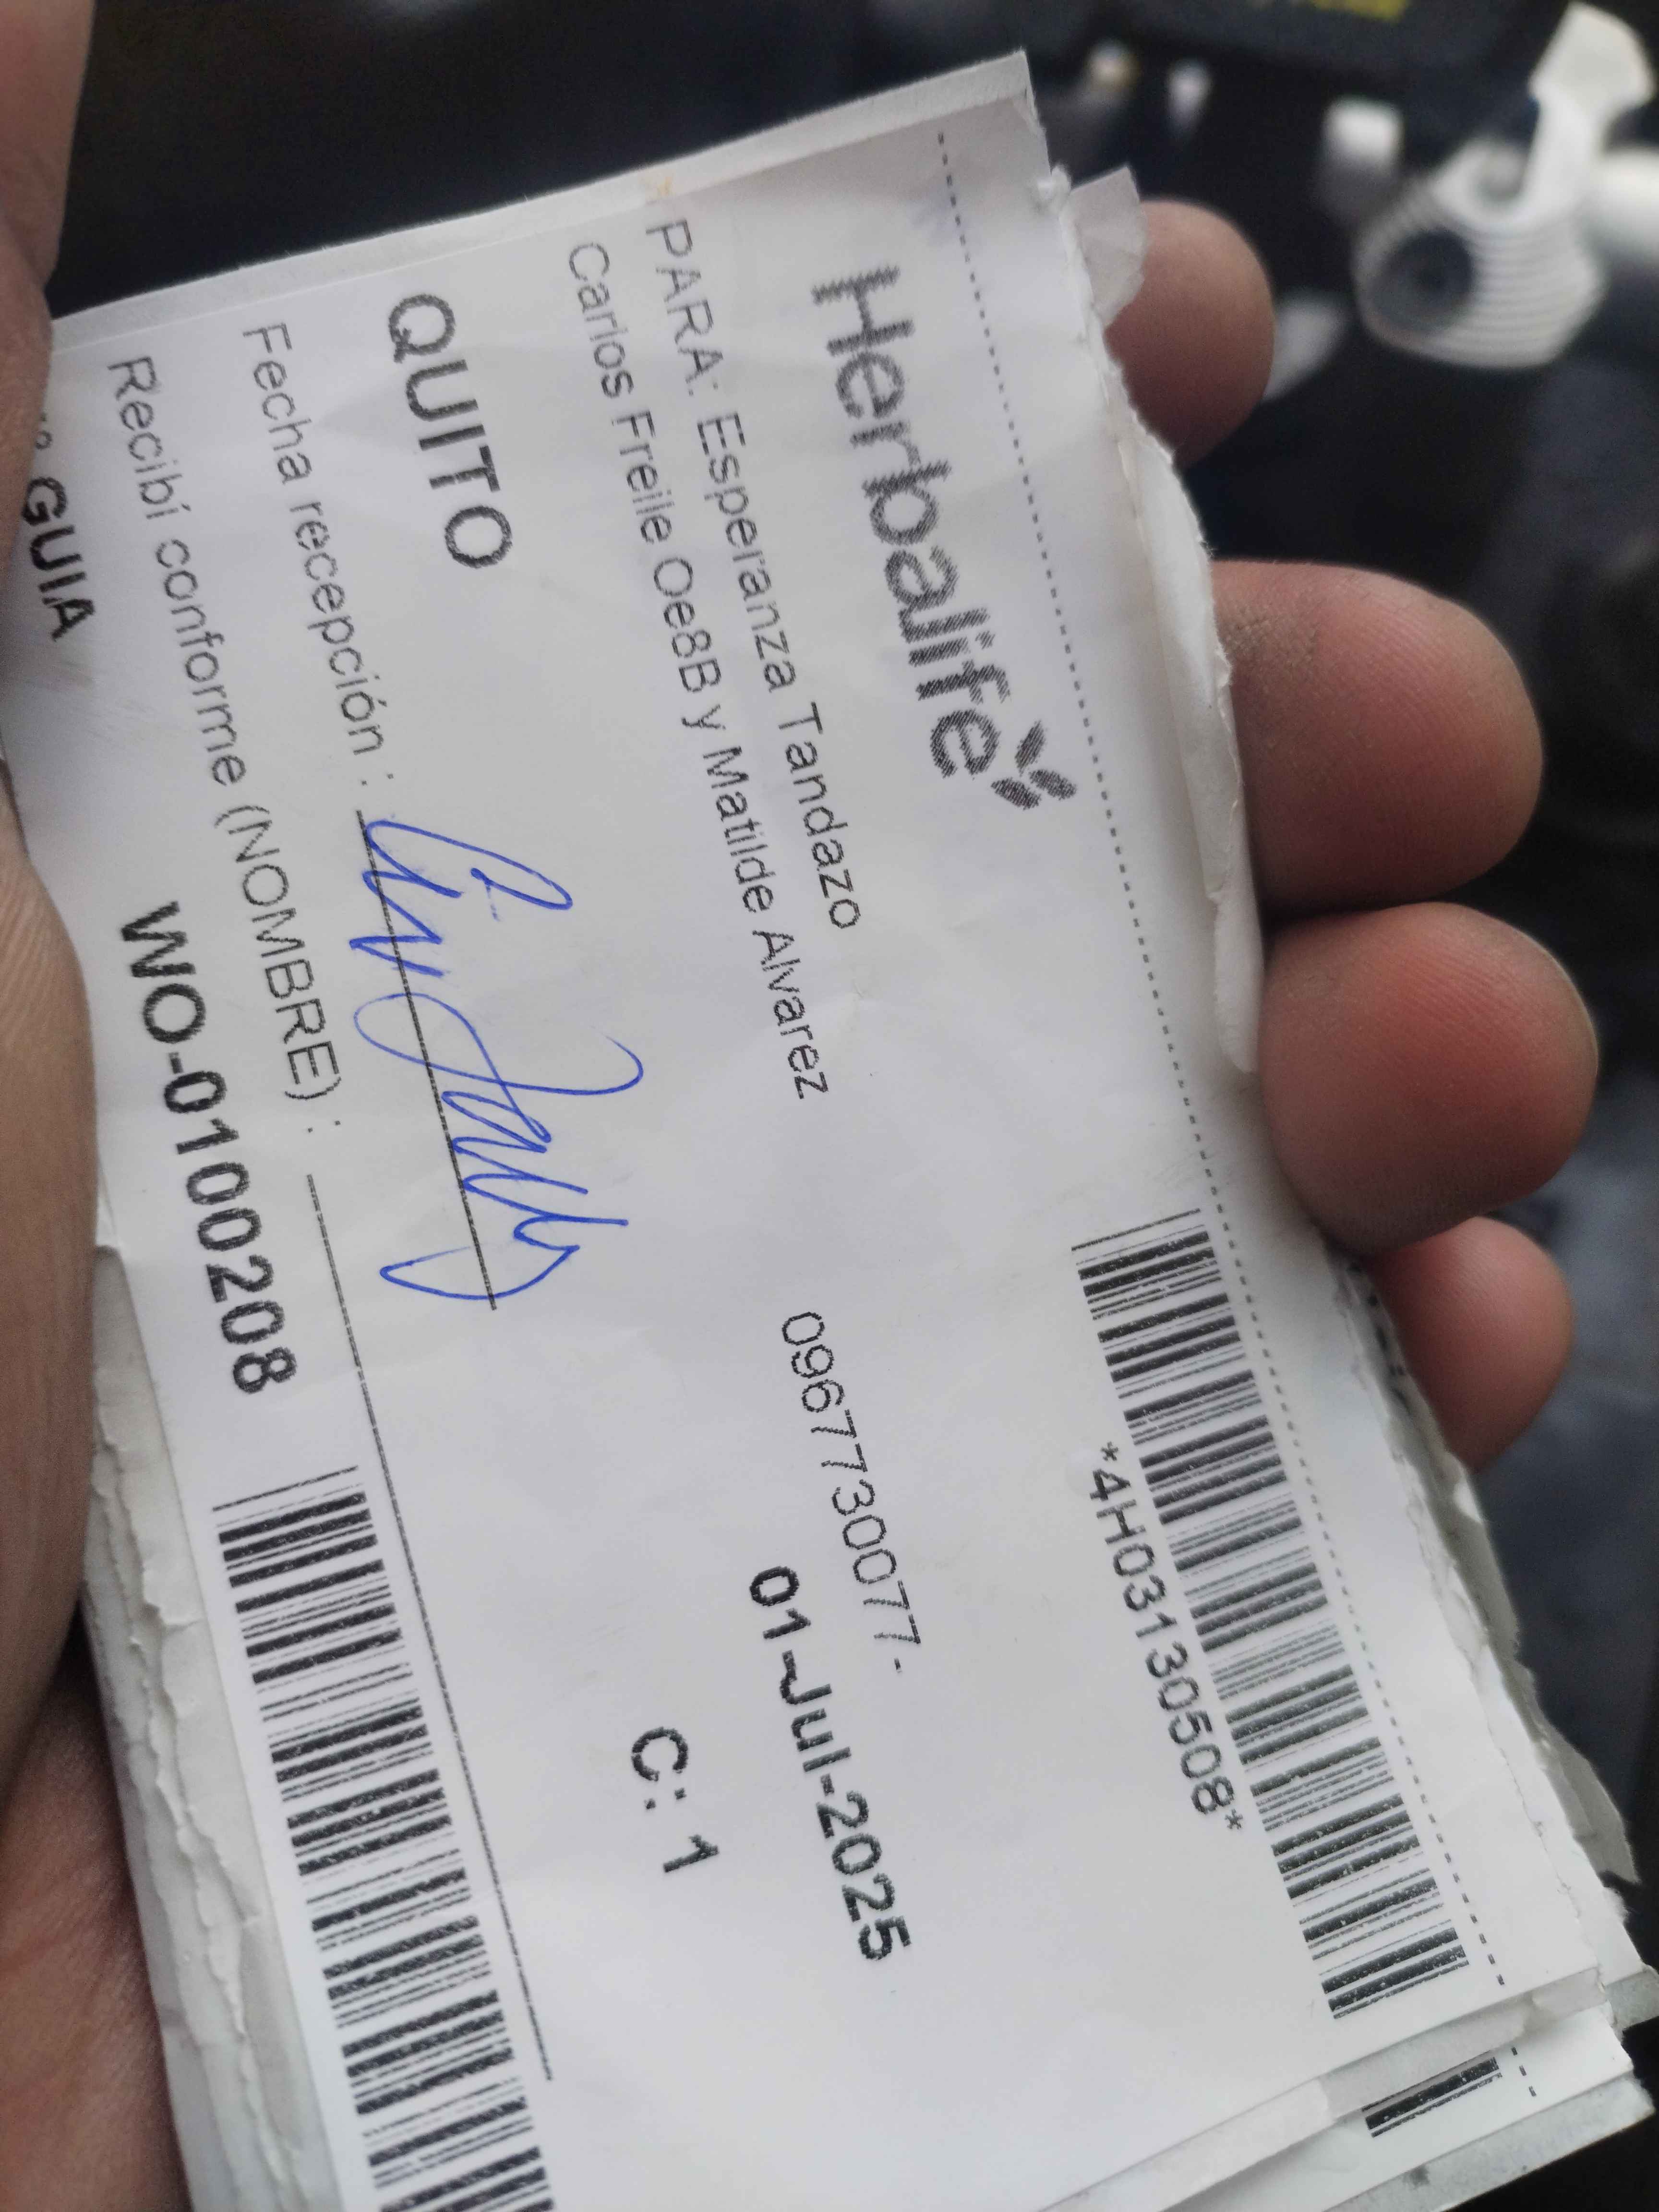 *4H03130508*
Herbalife
PARA: Esperanza Tandazo 0967730077-
Carlos Freile Oe8B y Matilde Alvarez 01-Jul-2025
QUITO C: 1
Fecha recepción :
Recibí conforme (NOMBRE) :
GUIA WO-0100208